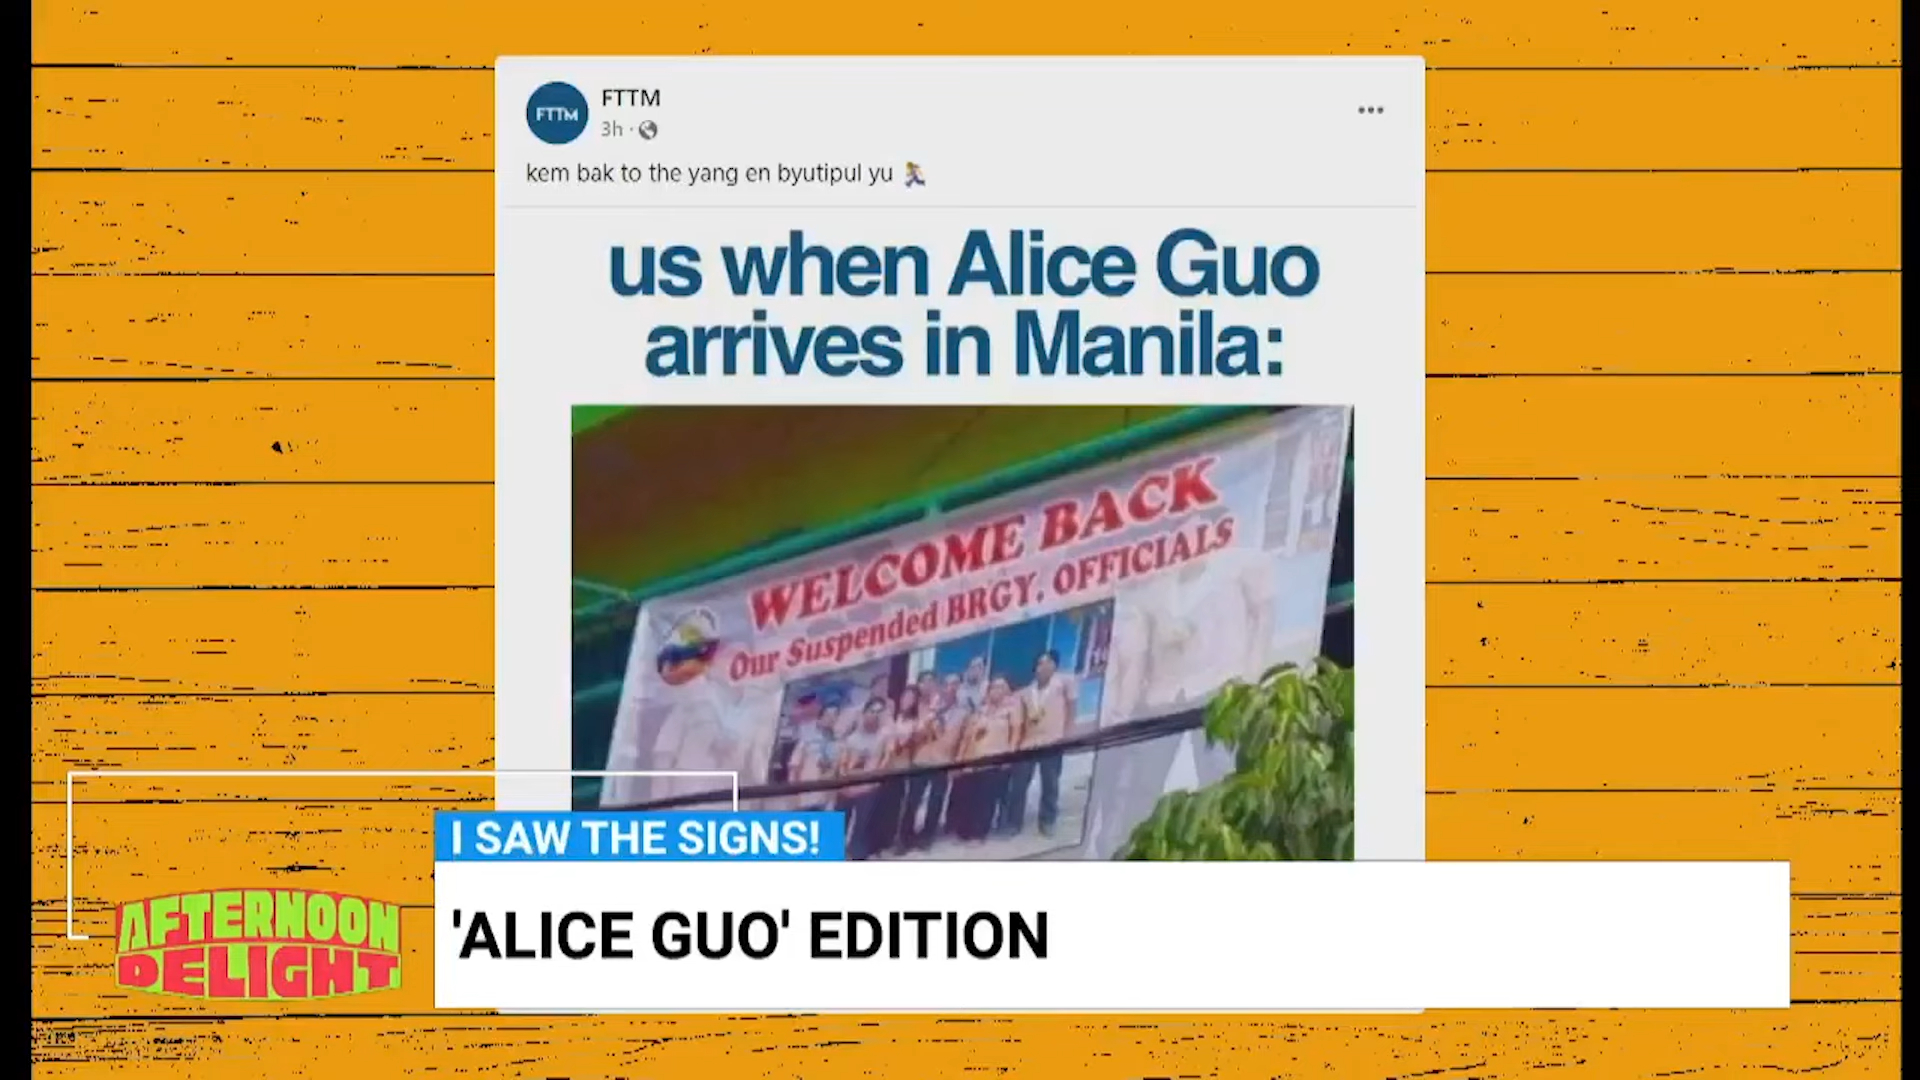 FTTM
FTTM
3h
kem bak to the yang en byutipul yu
us when Alice Guo
arrives in Manila:
WELCOME BACK
Our Suspended BRGY. OFFICIALS
I SAW THE SIGNS!
'ALICE GUO' EDITION
AFTERNOON
DELIGHT